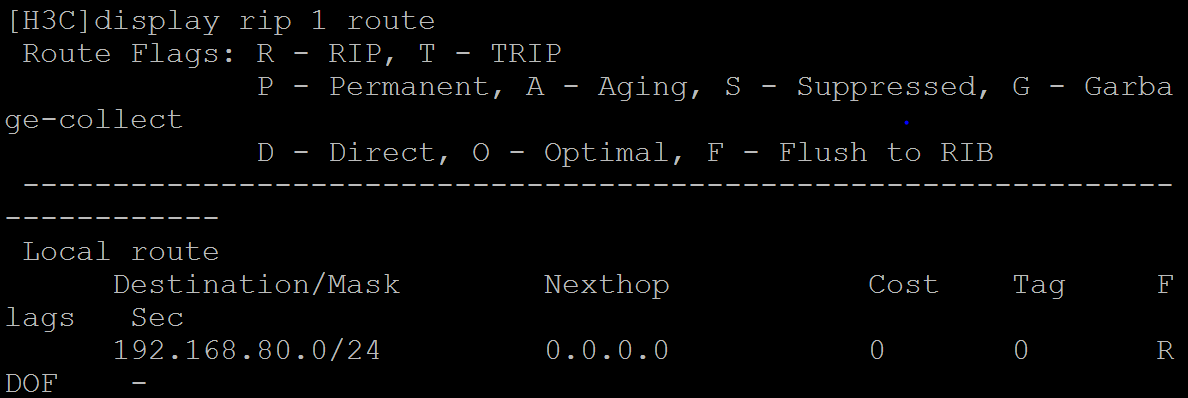 [H3C]display rip 1 route
 Route Flags: R - RIP, T - TRIP
              P - Permanent, A - Aging, S - Suppressed, G - Garba
ge-collect
              D - Direct, O - Optimal, F - Flush to RIB
 ----------------------------------------------------------------
------------
 Local route
      Destination/Mask        Nexthop           Cost    Tag     F
lags   Sec
      192.168.80.0/24         0.0.0.0           0       0       R
DOF    -